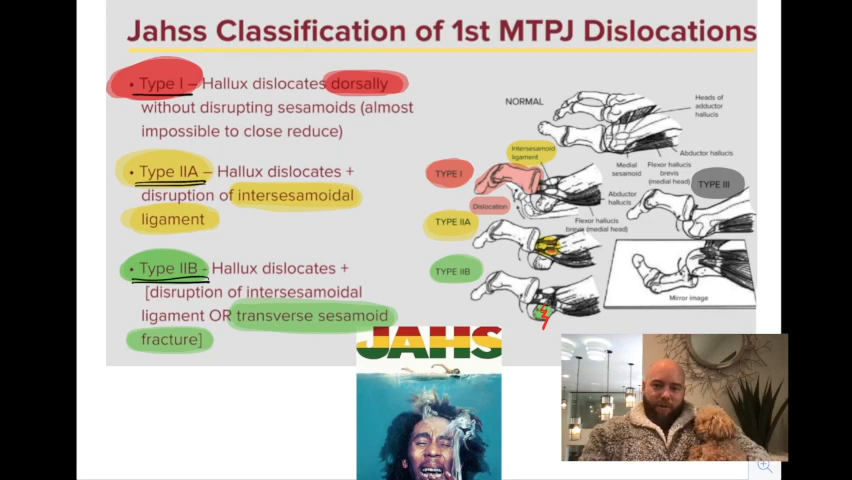 Jahss Classification of 1st MTPJ Dislocations
• Type I – Hallux dislocates dorsally
without disrupting sesamoids (almost
impossible to close reduce)
• Type IIA – Hallux dislocates +
disruption of intersesamoidal
ligament
• Type IIB - Hallux dislocates +
[disruption of intersesamoidal
ligament OR transverse sesamoid
fracture]
NORMAL
Heads of
adductor
hallucis
Abductor hallucis
Flexor hallucis
brevis
(medial head)
Medial
sesamoid
Intersesamoid
ligament
TYPE I
Dislocation
Abductor
hallucis
Flexor hallucis
brevis (medial head)
TYPE III
TYPE IIA
TYPE IIB
Mirror image
JAHS